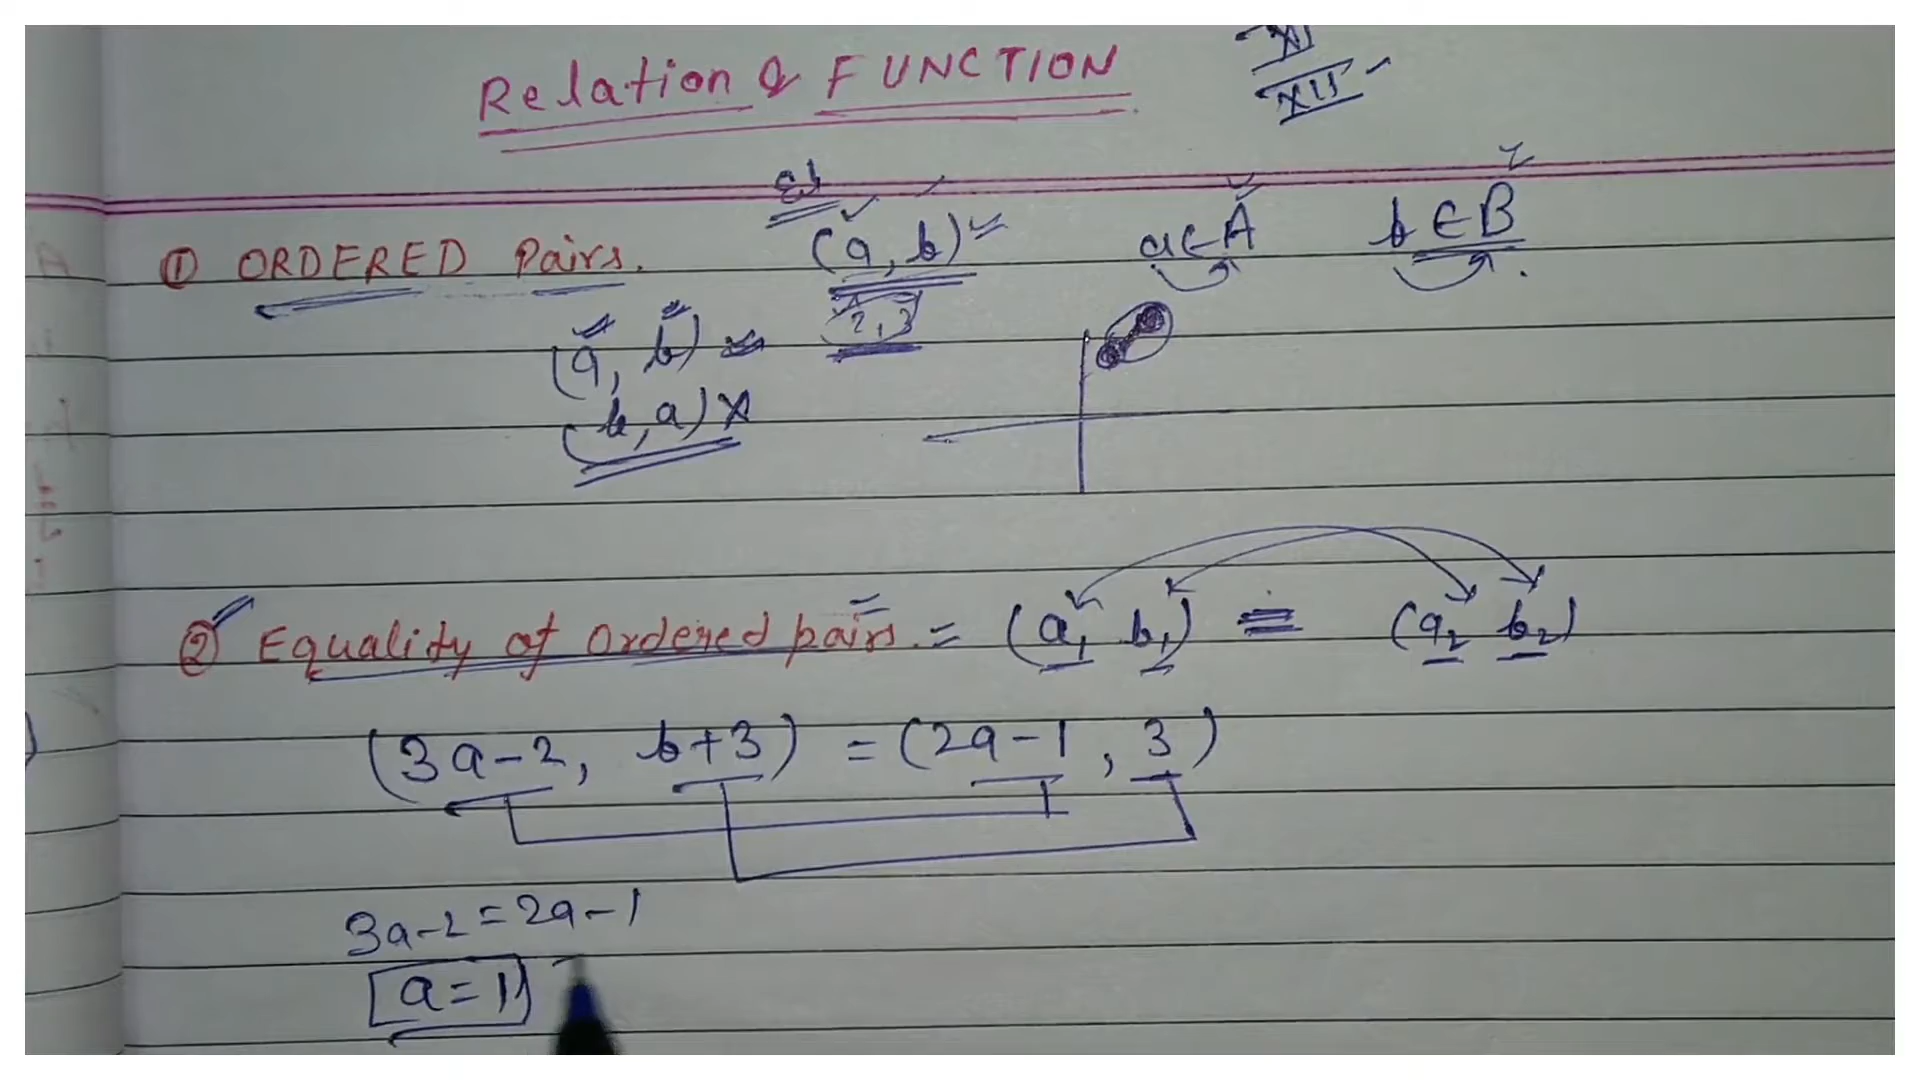 Relation & FUNCTION
XI
XII
① ORDERED Pairs. (a, b) a∈A b∈B
2, 3
(a, b)
(b, a) ×
② Equality of Ordered pairs. = (a₁ b₁) = (a₂ b₂)
(3a-2, b+3) = (2a-1, 3)
3a-2 = 2a-1
a = 1